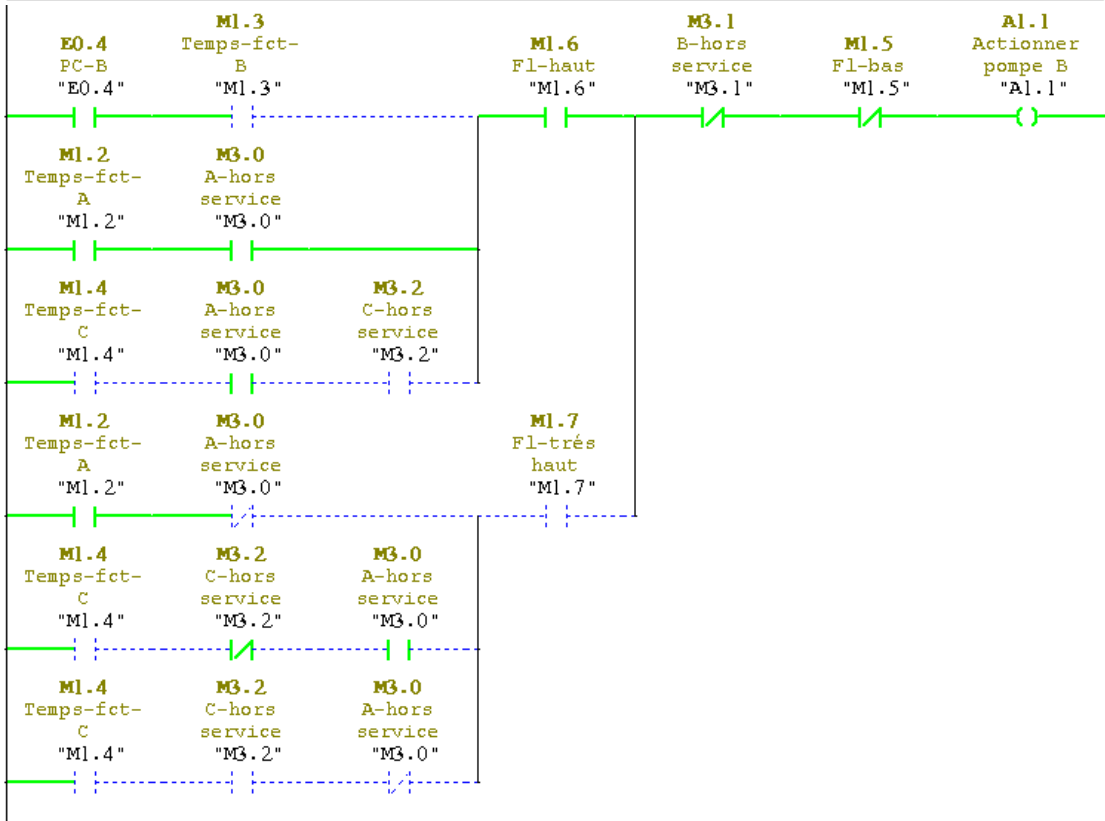 M1.3 M3.1 A1.1
E0.4 Temps-fct- M1.6 B-hors M1.5 Actionner
PC-B B Fl-haut service Fl-bas pompe B
"E0.4" "M1.3" "M1.6" "M3.1" "M1.5" "A1.1"
M1.2 M3.0
Temps-fct- A-hors
A service
"M1.2" "M3.0"
M1.4 M3.0 M3.2
Temps-fct- A-hors C-hors
C service service
"M1.4" "M3.0" "M3.2"
M1.2 M3.0 M1.7
Temps-fct- A-hors Fl-trés
A service haut
"M1.2" "M3.0" "M1.7"
M1.4 M3.2 M3.0
Temps-fct- C-hors A-hors
C service service
"M1.4" "M3.2" "M3.0"
M1.4 M3.2 M3.0
Temps-fct- C-hors A-hors
C service service
"M1.4" "M3.2" "M3.0"